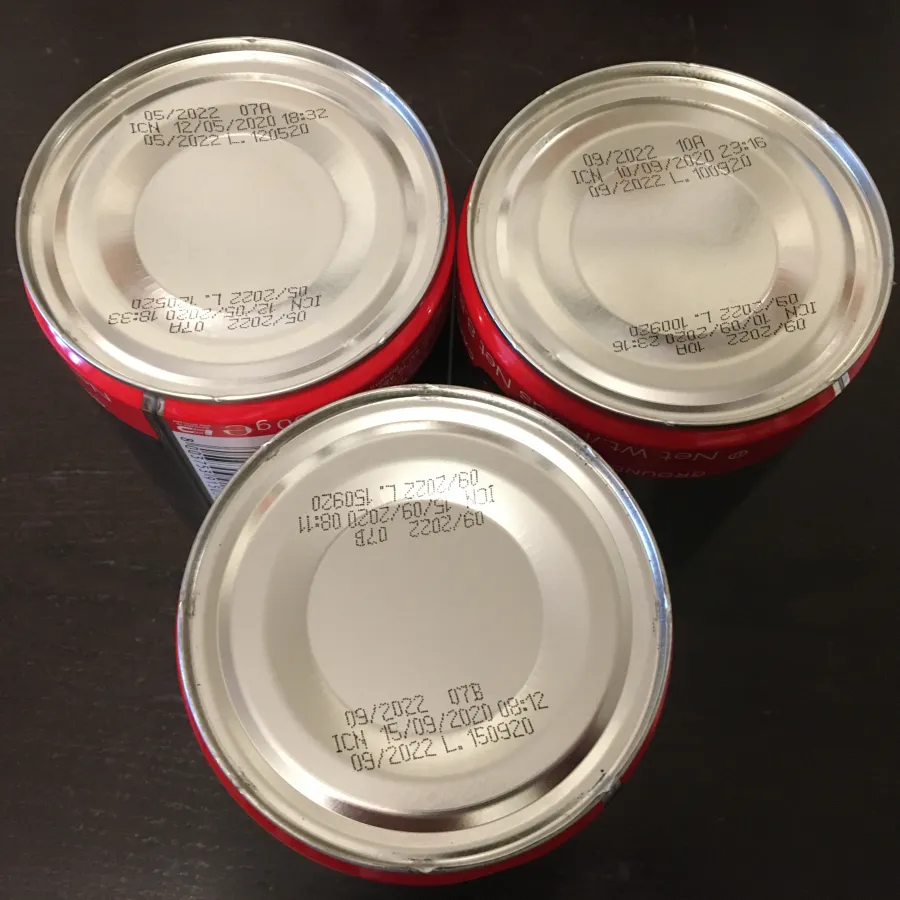 05/2022 07A
ICN 12/05/2020 18:32
05/2022 L. 120520
05/2022 07A
ICN 12/05/2020 18:33
05/2022 L. 120520
09/2022 10A
ICN 10/09/2020 23:16
09/2022 L. 100920
09/2022 10A
ICN 10/09/2020 23:16
09/2022 L. 100920
09/2022 07B
ICN 15/09/2020 08:11
09/2022 L. 150920
09/2022 07B
ICN 15/09/2020 08:12
09/2022 L. 150920
Net Wt
GROUND